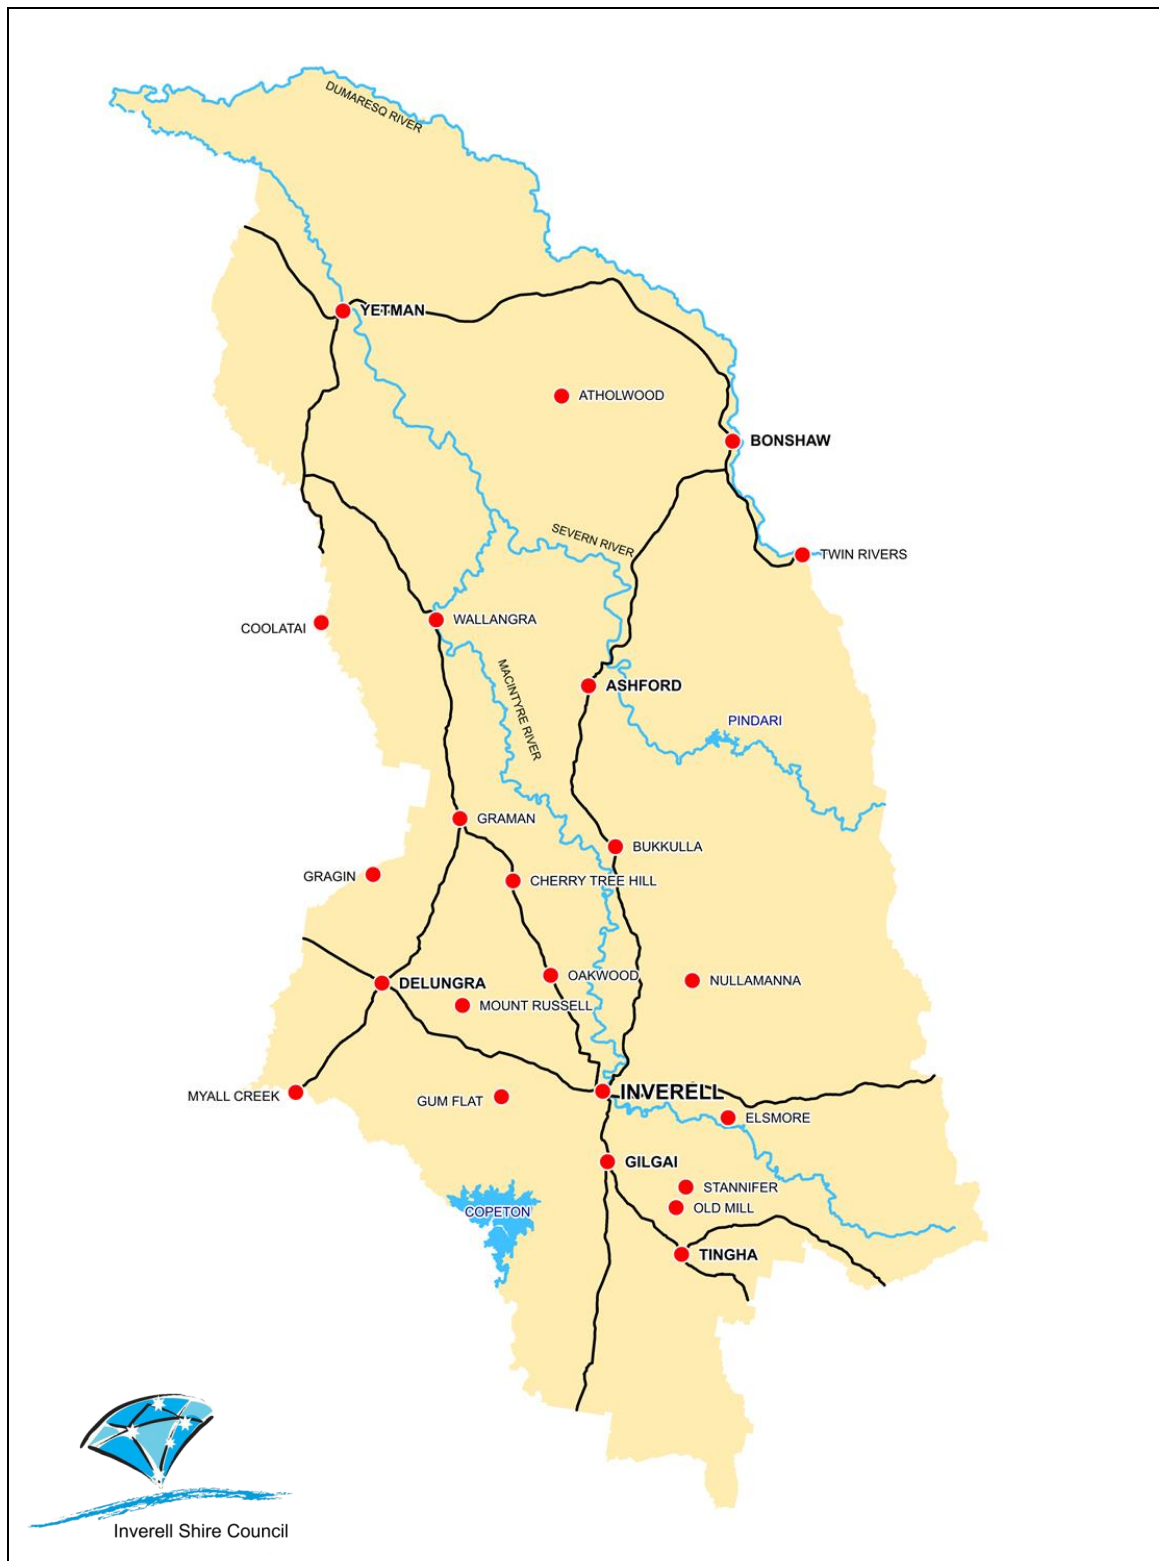 DUMARESQ RIVER
YETMAN
ATHOLWOOD
BONSHAW
SEVERN RIVER
TWIN RIVERS
WALLANGRA
COOLATAI
MACINTYRE RIVER
ASHFORD
PINDARI
GRAMAN
BUKKULLA
GRAGIN
CHERRY TREE HILL
OAKWOOD
NULLAMANNA
DELUNGRA
MOUNT RUSSELL
MYALL CREEK
GUM FLAT
INVERELL
ELSMORE
GILGAI
STANNIFER
COPETON
OLD MILL
TINGHA
Inverell Shire Council